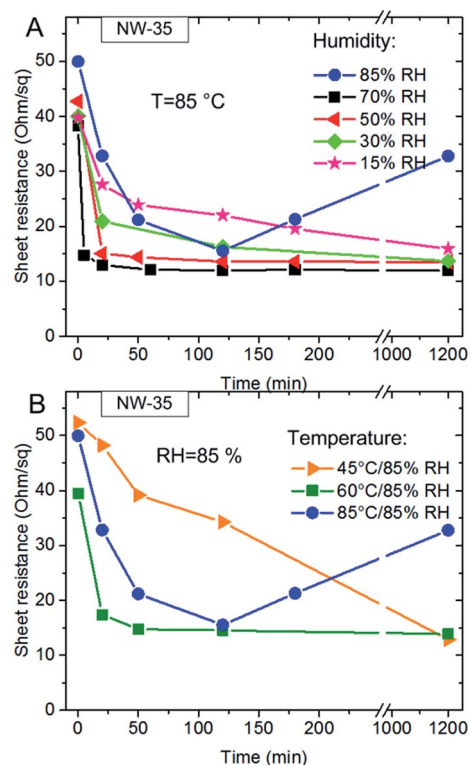 A
NW-35
Humidity:
85% RH
70% RH
50% RH
30% RH
15% RH
T=85 °C
Sheet resistance (Ohm/sq)
50
40
30
20
10
0
0 50 100 150 200 1000 1200
Time (min)
B
NW-35
RH=85 %
Temperature:
45°C/85% RH
60°C/85% RH
85°C/85% RH
Sheet resistance (Ohm/sq)
50
40
30
20
10
0
0 50 100 150 200 1000 1200
Time (min)